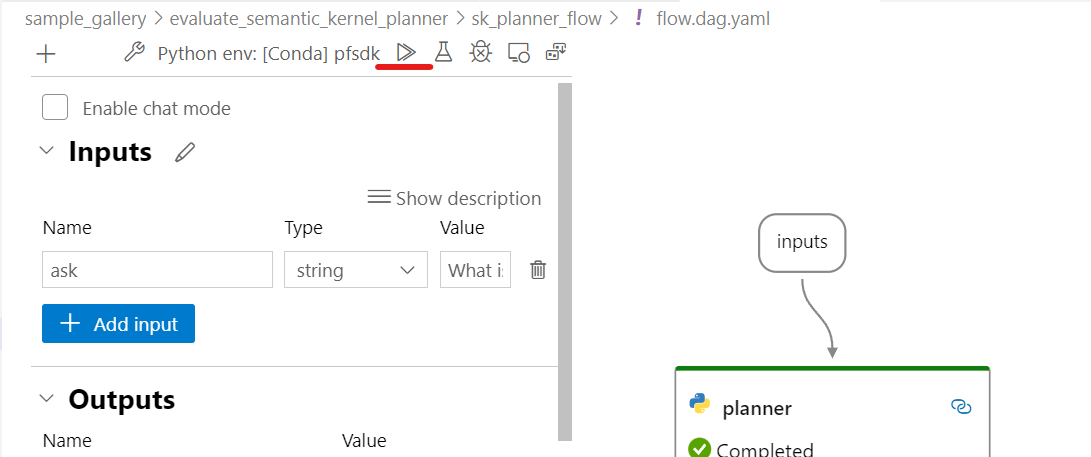 sample_gallery > evaluate_semantic_kernel_planner > sk_planner_flow > ! flow.dag.yaml
Python env: [Conda] pfsdk
Enable chat mode
Inputs
Show description
Name Type Value
ask string What i
Add input
Outputs
Name Value
inputs
planner
Completed